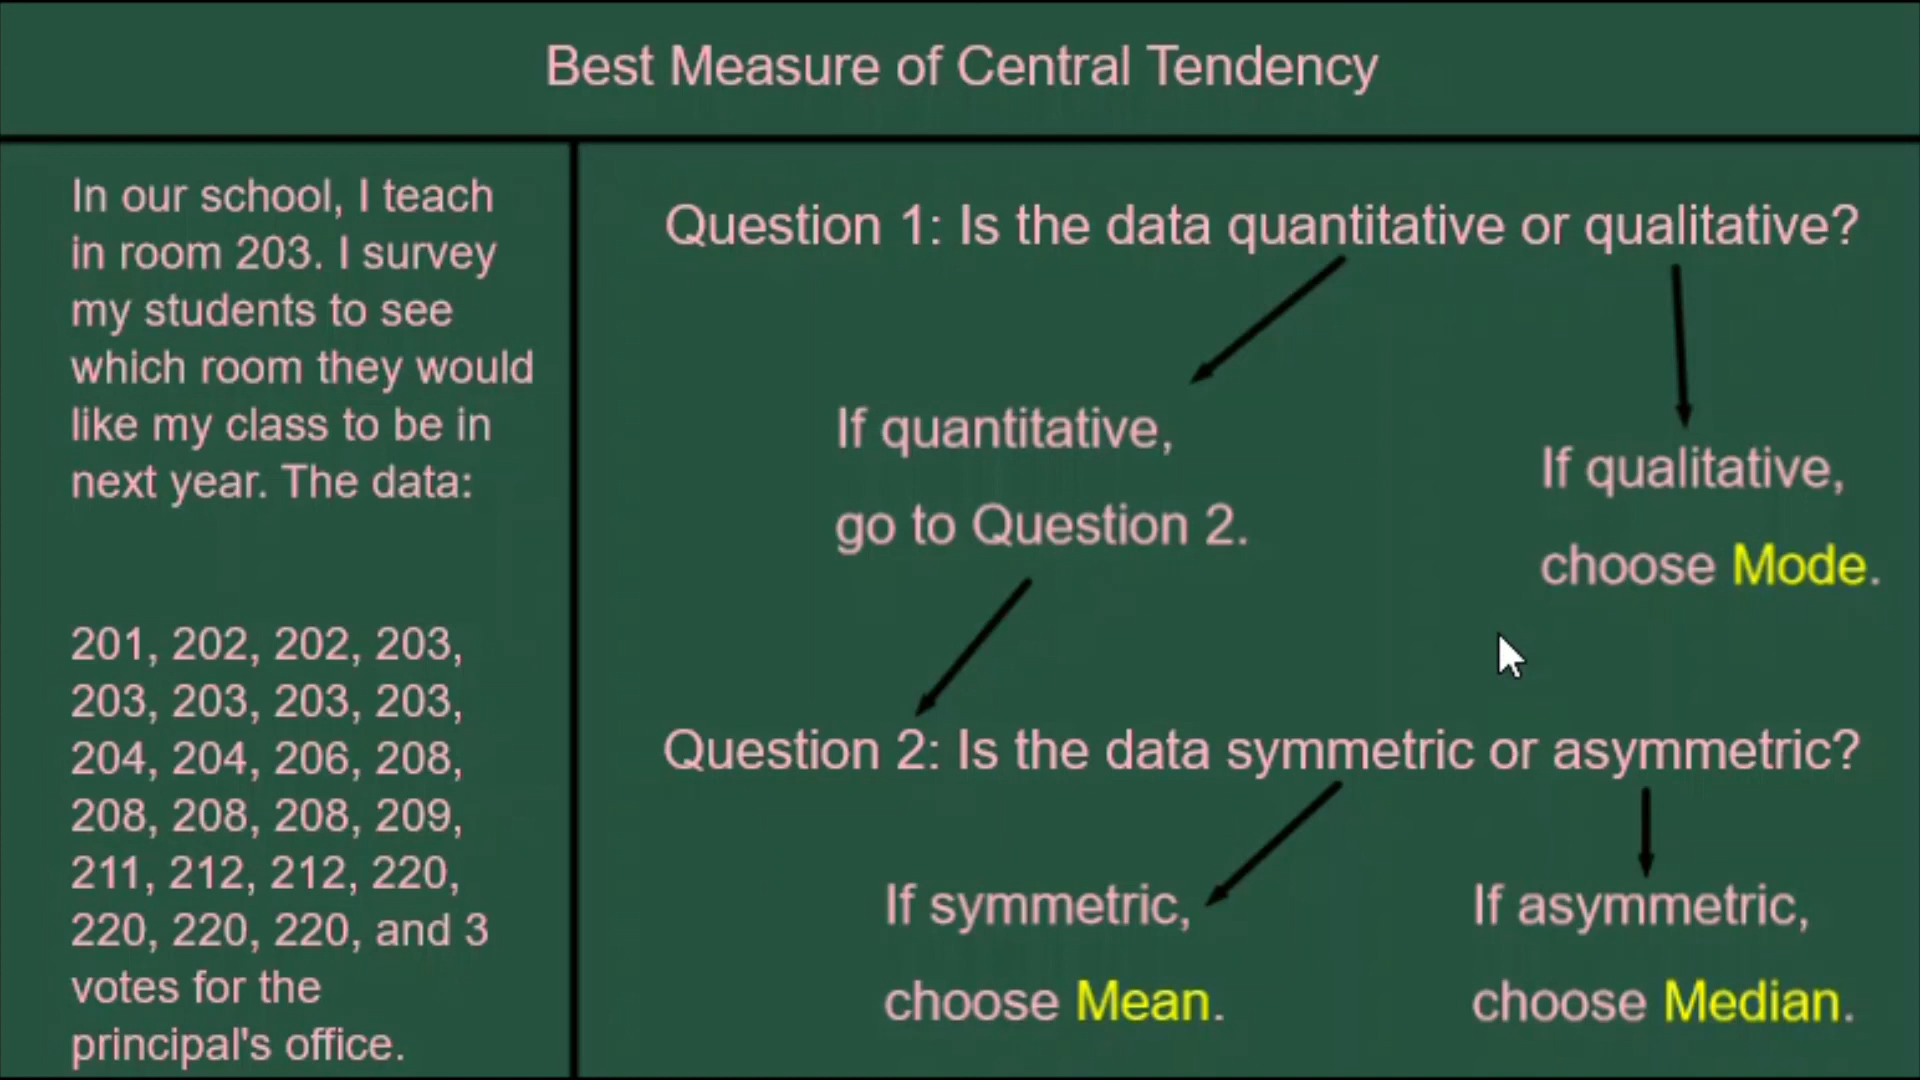 Best Measure of Central Tendency
In our school, I teach
in room 203. I survey
my students to see
which room they would
like my class to be in
next year. The data:
201, 202, 202, 203,
203, 203, 203, 203,
204, 204, 206, 208,
208, 208, 208, 209,
211, 212, 212, 220,
220, 220, 220, and 3
votes for the
principal's office.
Question 1: Is the data quantitative or qualitative?
If quantitative,
go to Question 2.
If qualitative,
choose Mode.
Question 2: Is the data symmetric or asymmetric?
If symmetric,
choose Mean.
If asymmetric,
choose Median.